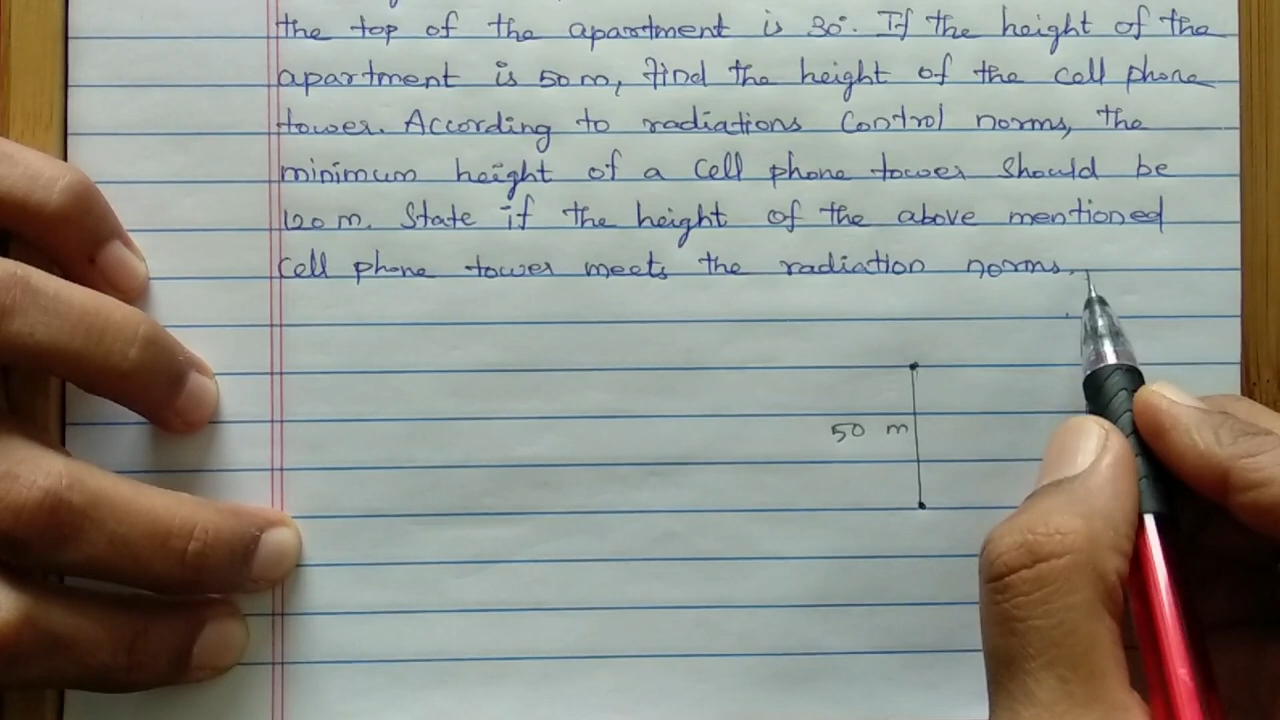 the top of the apartment is 30°. If the height of the
apartment is 50 m, find the height of the cell phone
tower. According to radiations control norms, the
minimum height of a cell phone tower should be
120 m. State if the height of the above mentioned
cell phone tower meets the radiation norms.
50 m